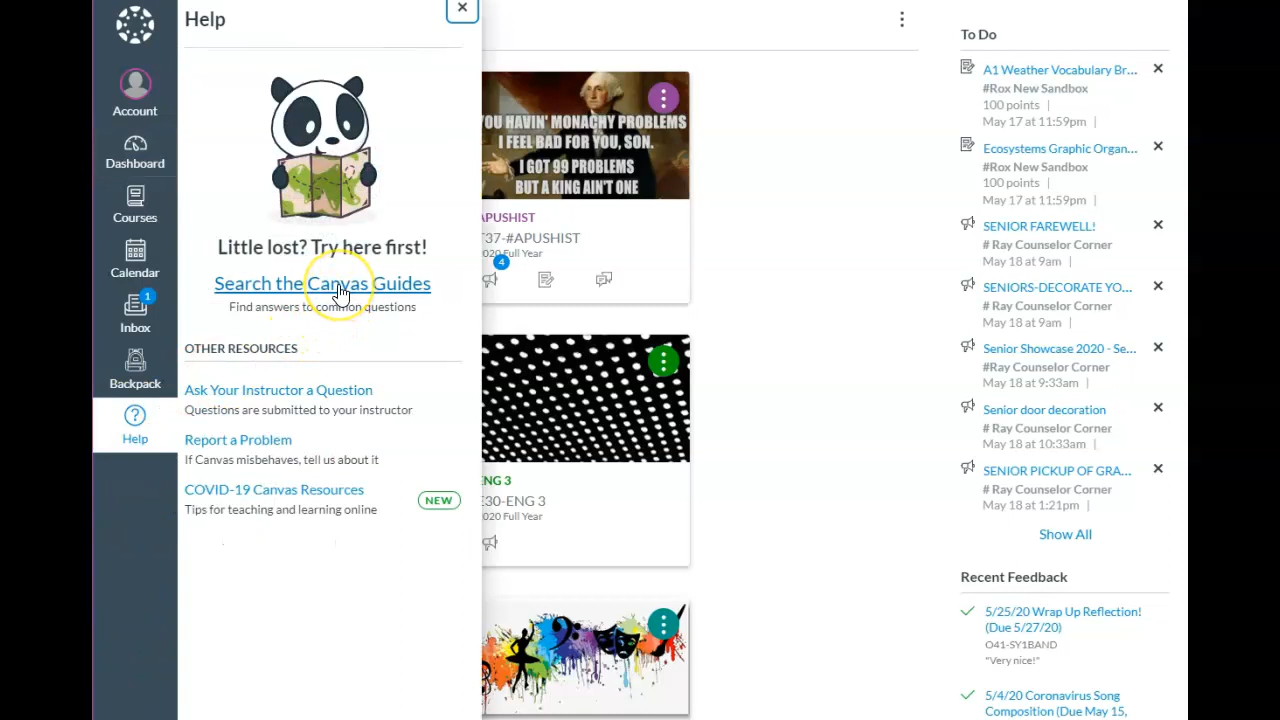 Help
×
Account
Dashboard
Courses
Calendar
1
Inbox
Backpack
Help
Little lost? Try here first!
Search the Canvas Guides
Find answers to common questions
OTHER RESOURCES
Ask Your Instructor a Question
Questions are submitted to your instructor
Report a Problem
If Canvas misbehaves, tell us about it
COVID-19 Canvas Resources
NEW
Tips for teaching and learning online
YOU HAVIN' MONACHY PROBLEMS
I FEEL BAD FOR YOU, SON.
I GOT 99 PROBLEMS
BUT A KING AIN'T ONE
APUSHIST
T37-#APUSHIST
2020 Full Year
4
ENG 3
E30-ENG 3
2020 Full Year
To Do
A1 Weather Vocabulary Br...
#Rox New Sandbox
100 points |
May 17 at 11:59pm |
Ecosystems Graphic Organ...
#Rox New Sandbox
100 points |
May 17 at 11:59pm |
SENIOR FAREWELL!
# Ray Counselor Corner
May 18 at 9am |
SENIORS-DECORATE YO...
# Ray Counselor Corner
May 18 at 9am |
Senior Showcase 2020 - Se...
#Ray Counselor Corner
May 18 at 9:33am |
Senior door decoration
# Ray Counselor Corner
May 18 at 10:33am |
SENIOR PICKUP OF GRA...
# Ray Counselor Corner
May 18 at 1:21pm |
Show All
Recent Feedback
5/25/20 Wrap Up Reflection!
(Due 5/27/20)
O41-SY1BAND
"Very nice!"
5/4/20 Coronavirus Song
Composition (Due May 15,